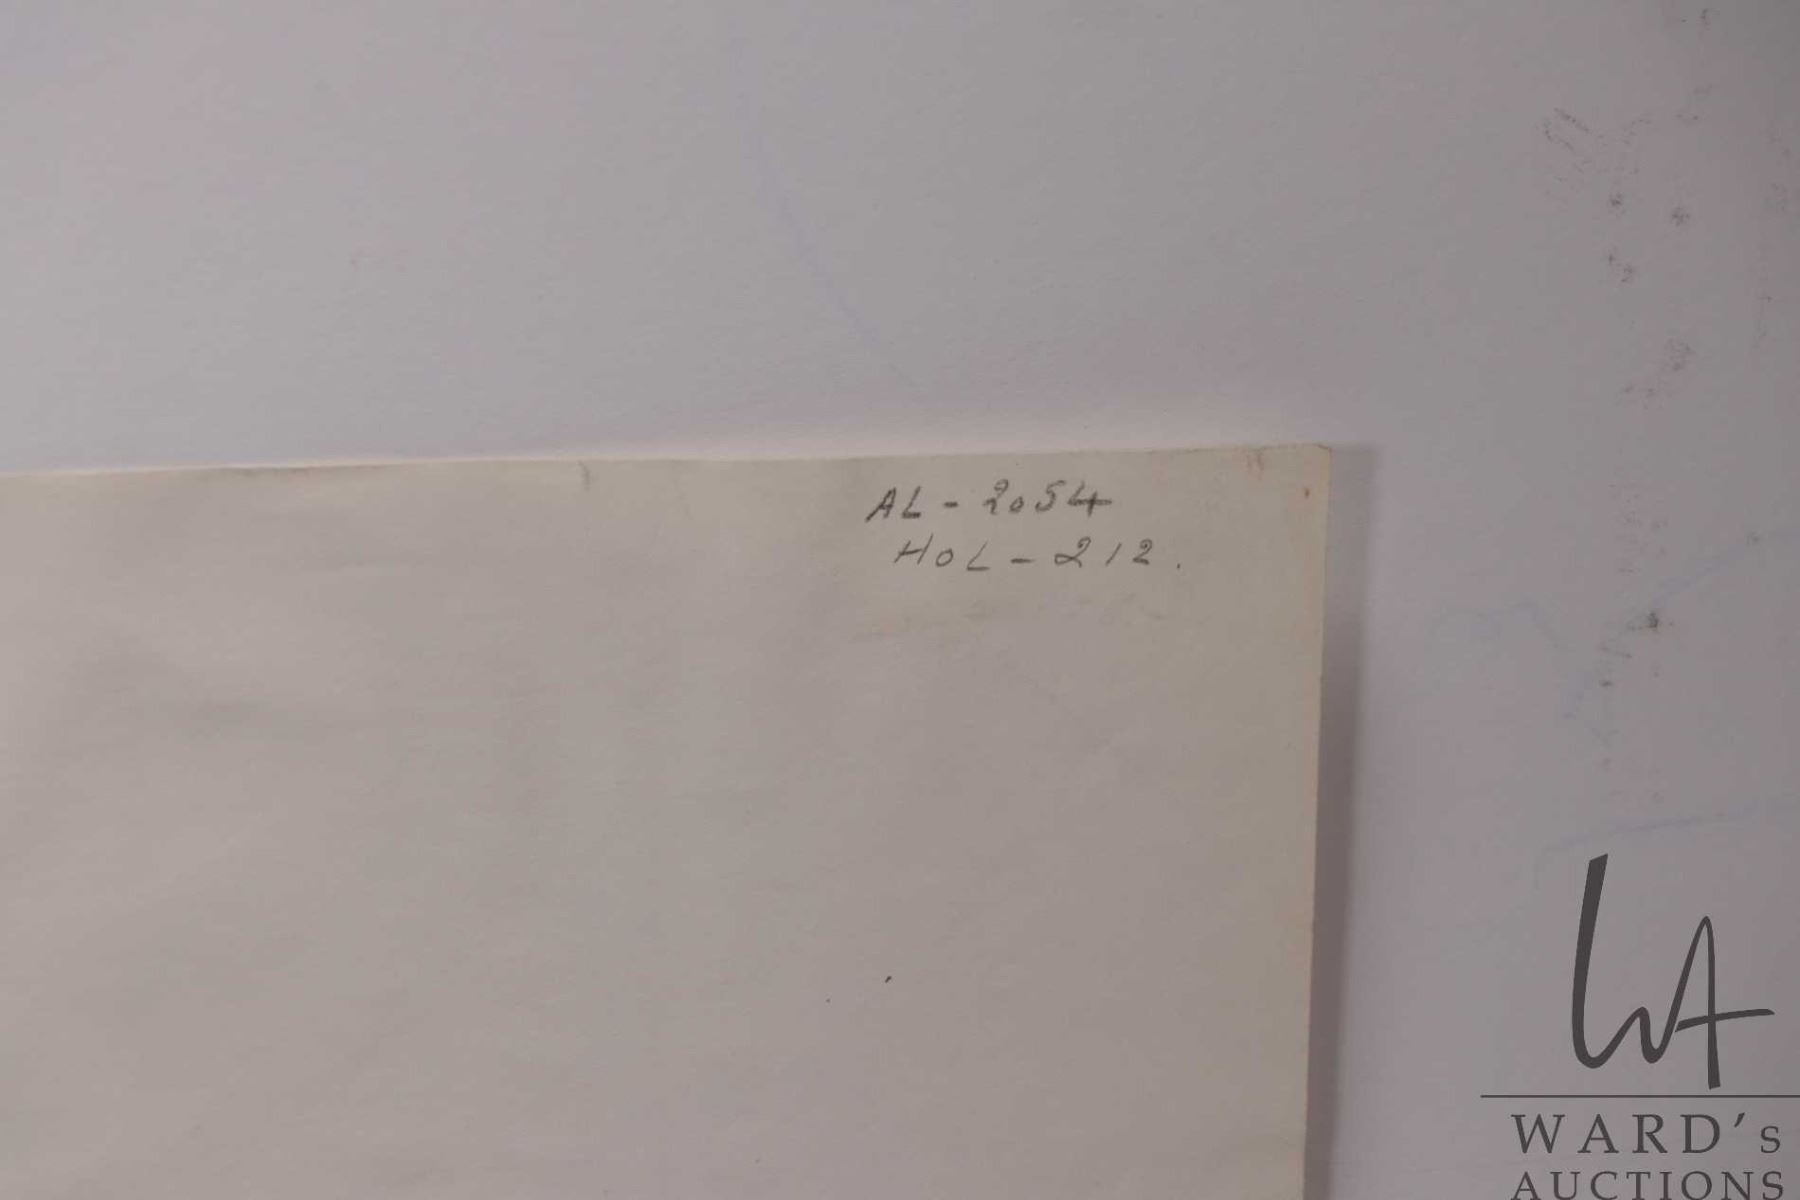 AL - 2054
HOL - 212.
WARD's
AUCTIONS